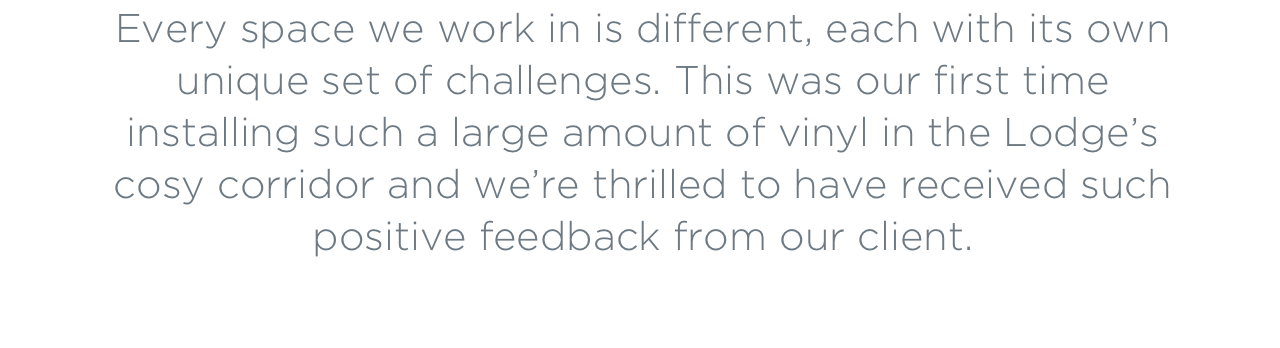 Every space we work in is different, each with its own
unique set of challenges. This was our first time
installing such a large amount of vinyl in the Lodge’s
cosy corridor and we’re thrilled to have received such
positive feedback from our client.